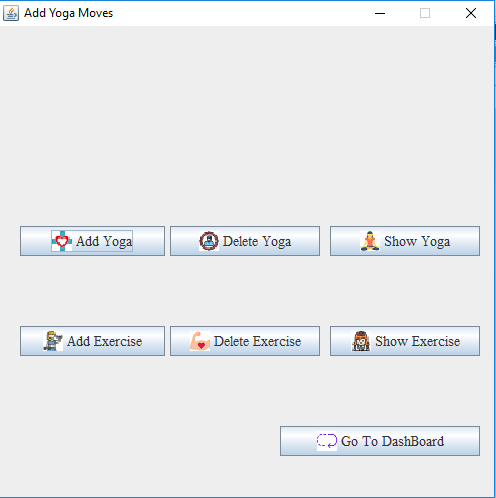 Add Yoga Moves
Add Yoga
Delete Yoga
Show Yoga
Add Exercise
Delete Exercise
Show Exercise
Go To DashBoard